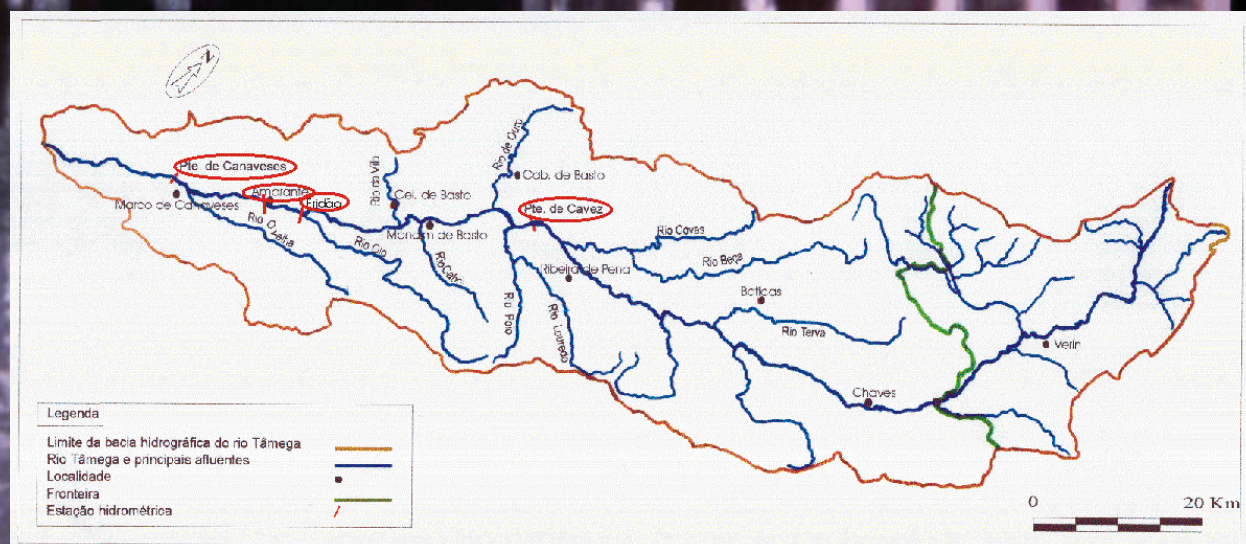 N
Pte. de Canaveses
Amarante
Fridão
Marco de Canaveses
Rio Ovelha
Rio Olo
Rio da Vila
Cel. de Basto
Mondim de Basto
Rio Cabril
Rio de Ouro
Cab. de Basto
Pte. de Cavez
Rio Poio
Rio Louredo
Ribeira de Pena
Rio Covas
Rio Beça
Boticas
Rio Terva
Chaves
Verin
Legenda
Limite da bacia hidrográfica do rio Tâmega
Rio Tâmega e principais afluentes
Localidade
Fronteira
Estação hidrométrica
0 20 Km